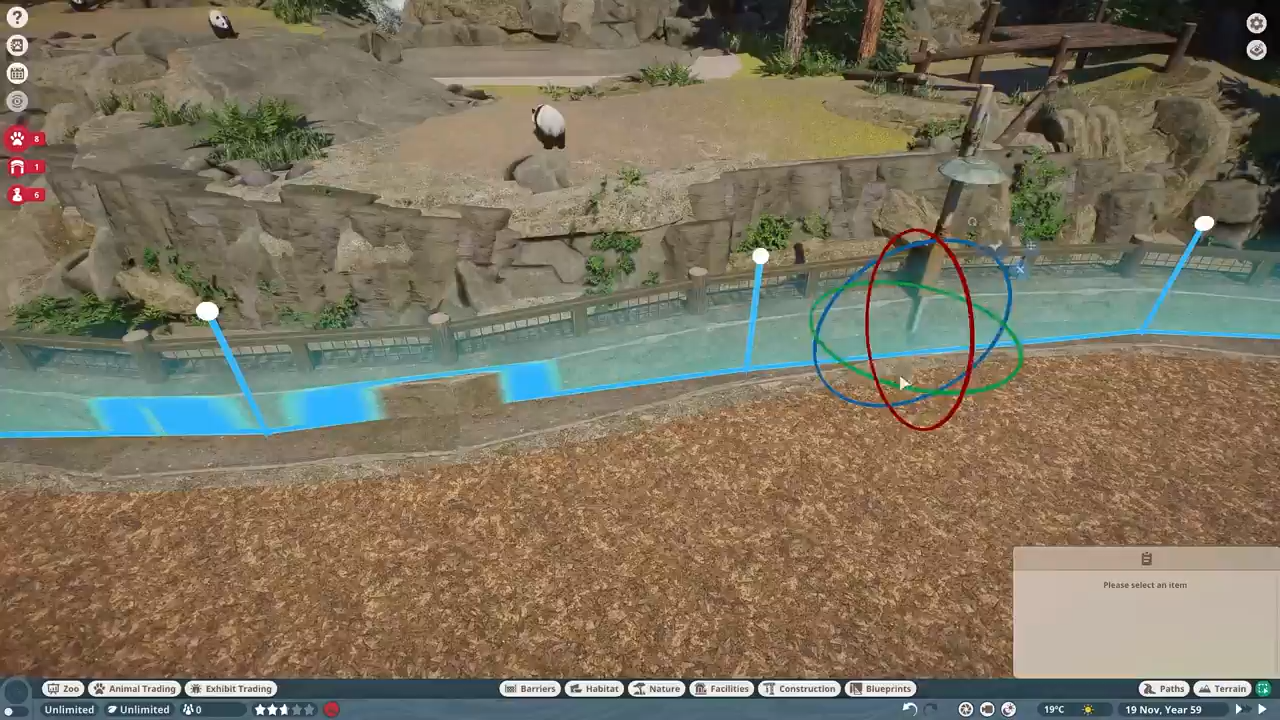 ?
8
1
6
Please select an item
Zoo Animal Trading Exhibit Trading Barriers Habitat Nature Facilities Construction Blueprints Paths Terrain
Unlimited Unlimited 0 19°C 19 Nov, Year 59